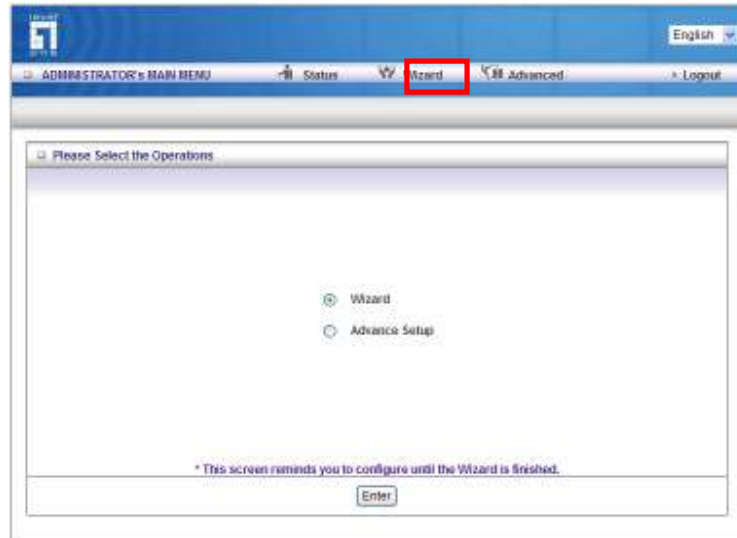 English
ADMINISTRATOR's MAIN MENU Status Wizard Advanced Logout
Please Select the Operations
Wizard
Advance Setup
* This screen reminds you to configure until the Wizard is finished.
Enter